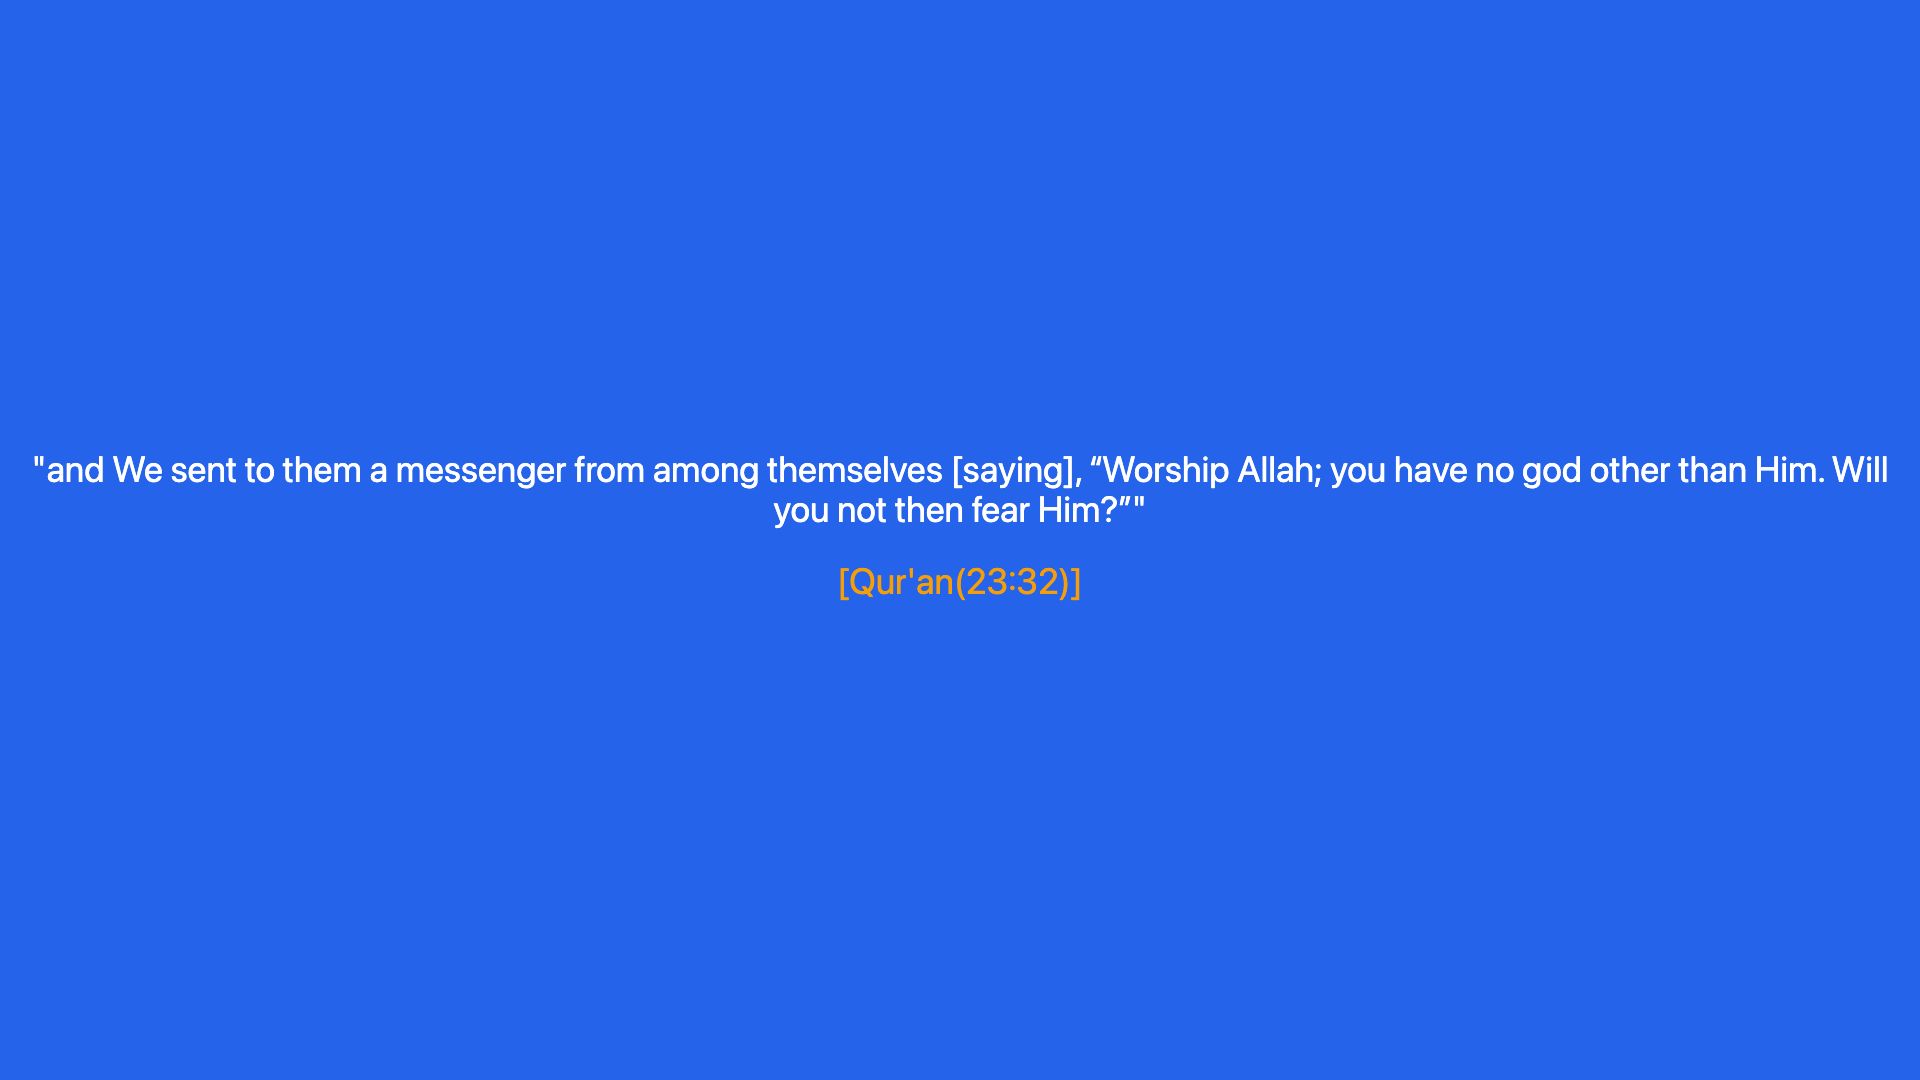 "and We sent to them a messenger from among themselves [saying], “Worship Allah; you have no god other than Him. Will
you not then fear Him?”"
[Qur'an(23:32)]